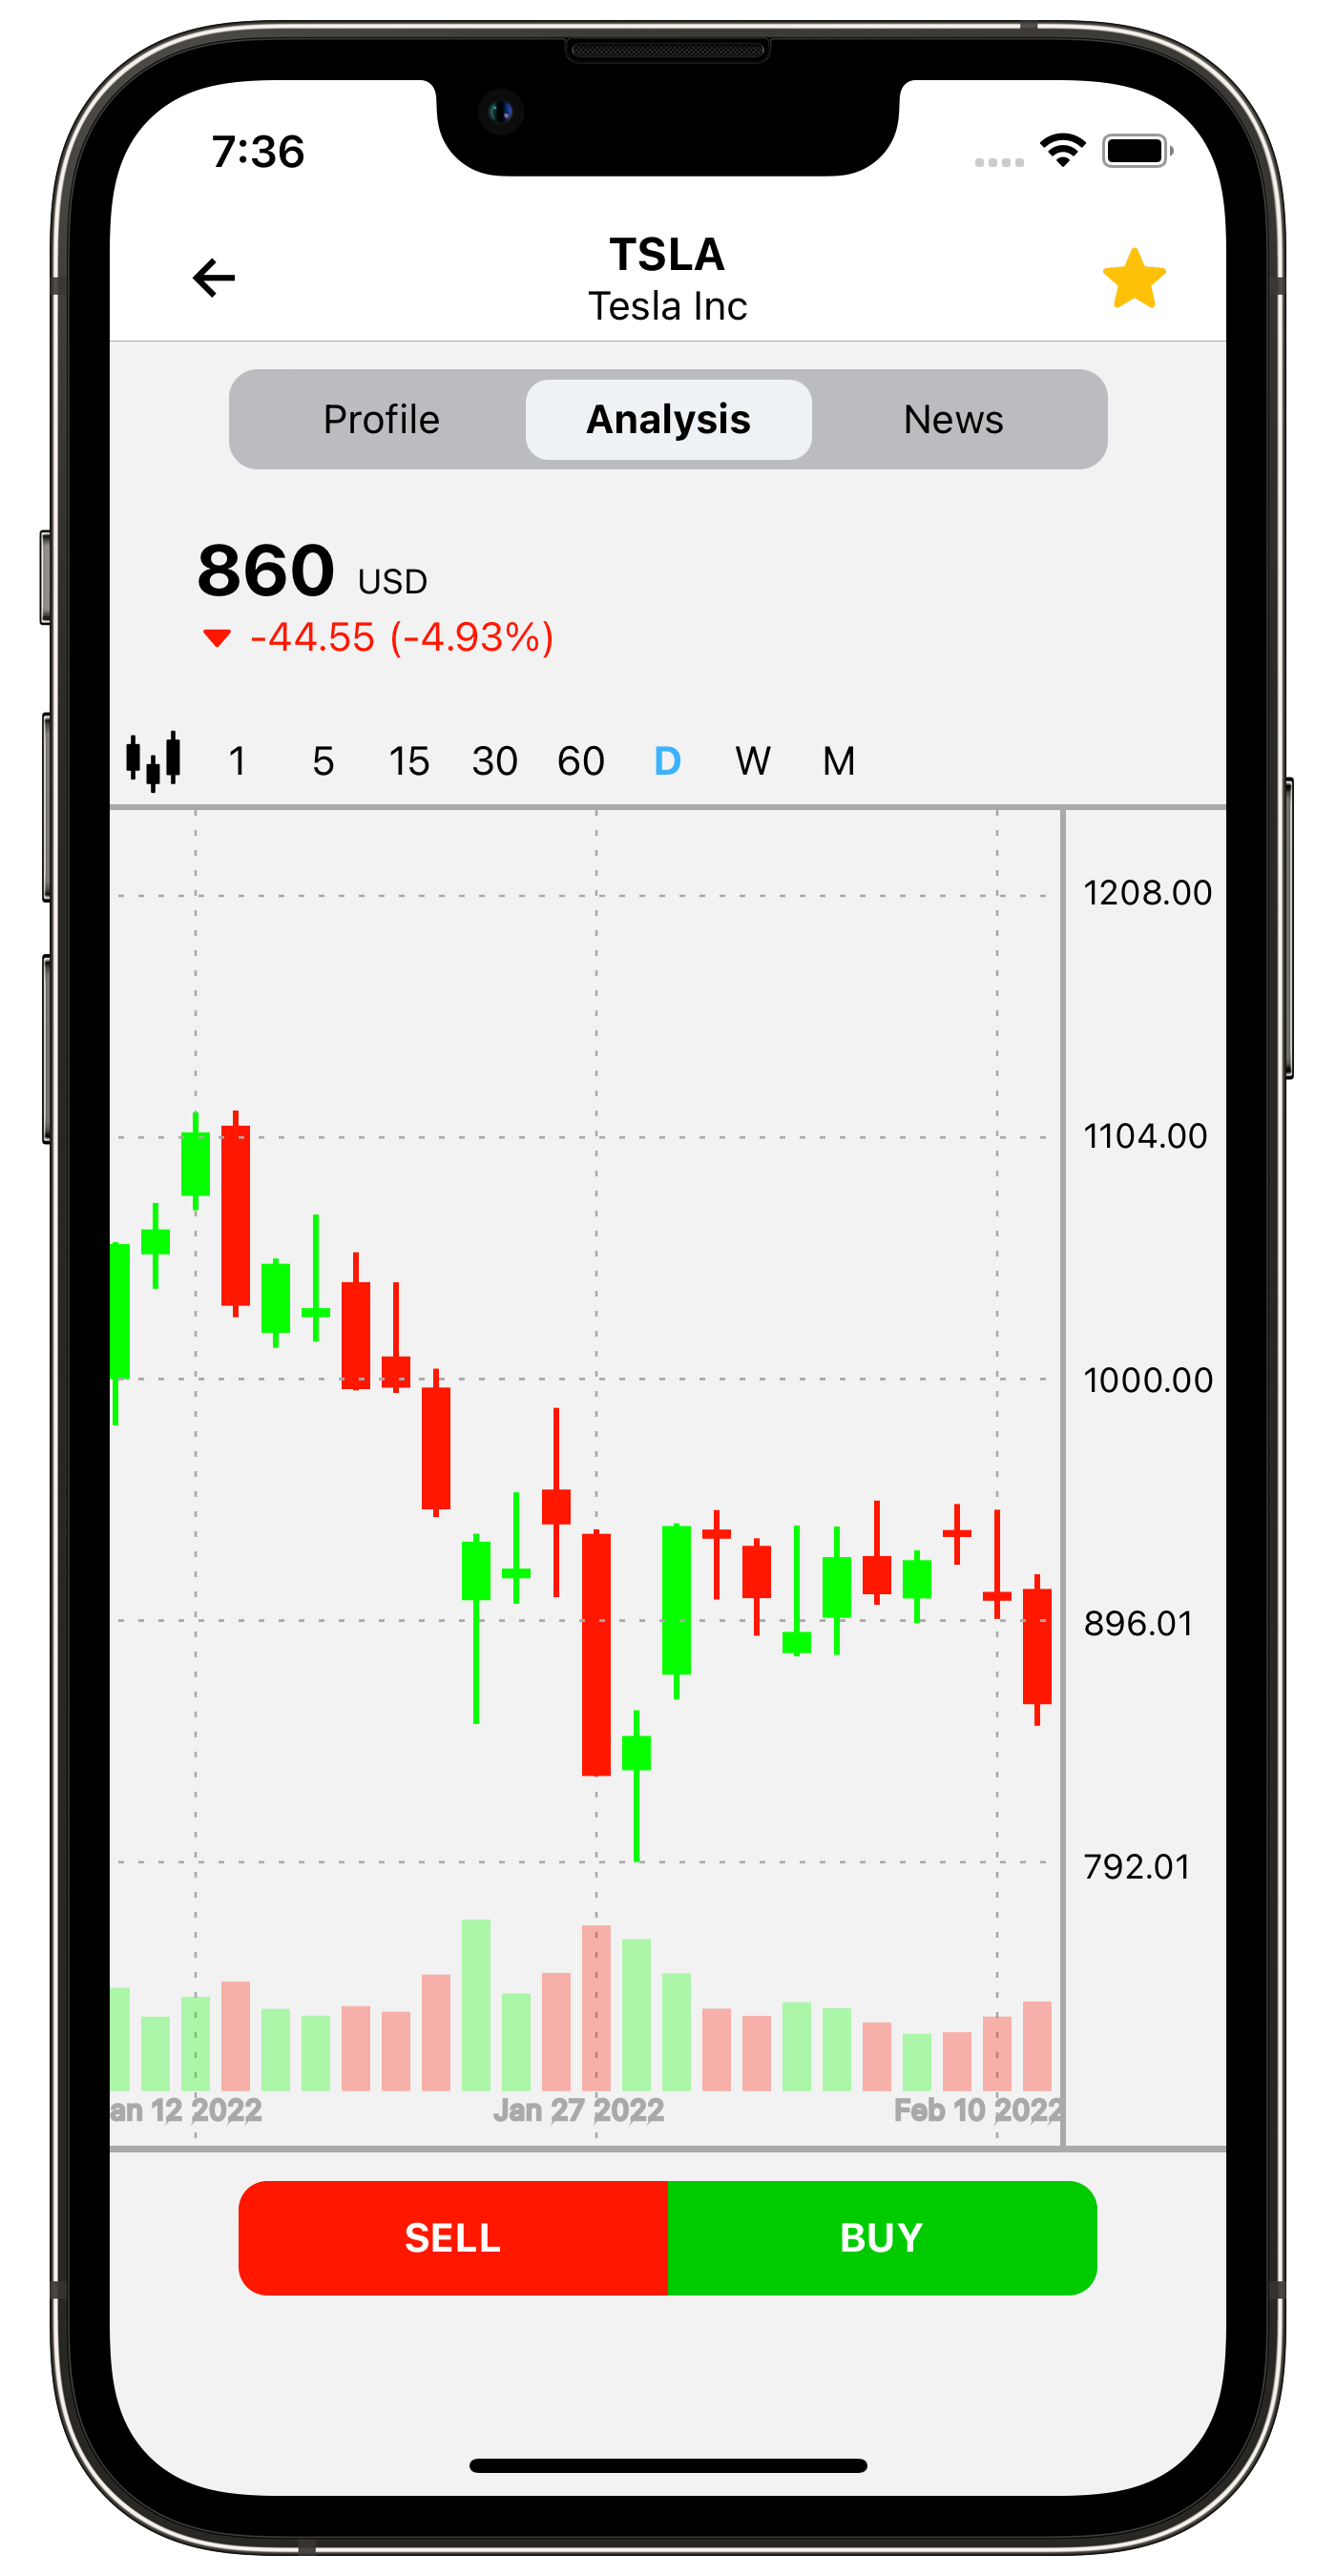 7:36
TSLA
Tesla Inc
Profile Analysis News
860 USD
-44.55 (-4.93%)
1 5 15 30 60 D W M
1208.00
1104.00
1000.00
896.01
792.01
an 12 2022 Jan 27 2022 Feb 10 2022
SELL BUY